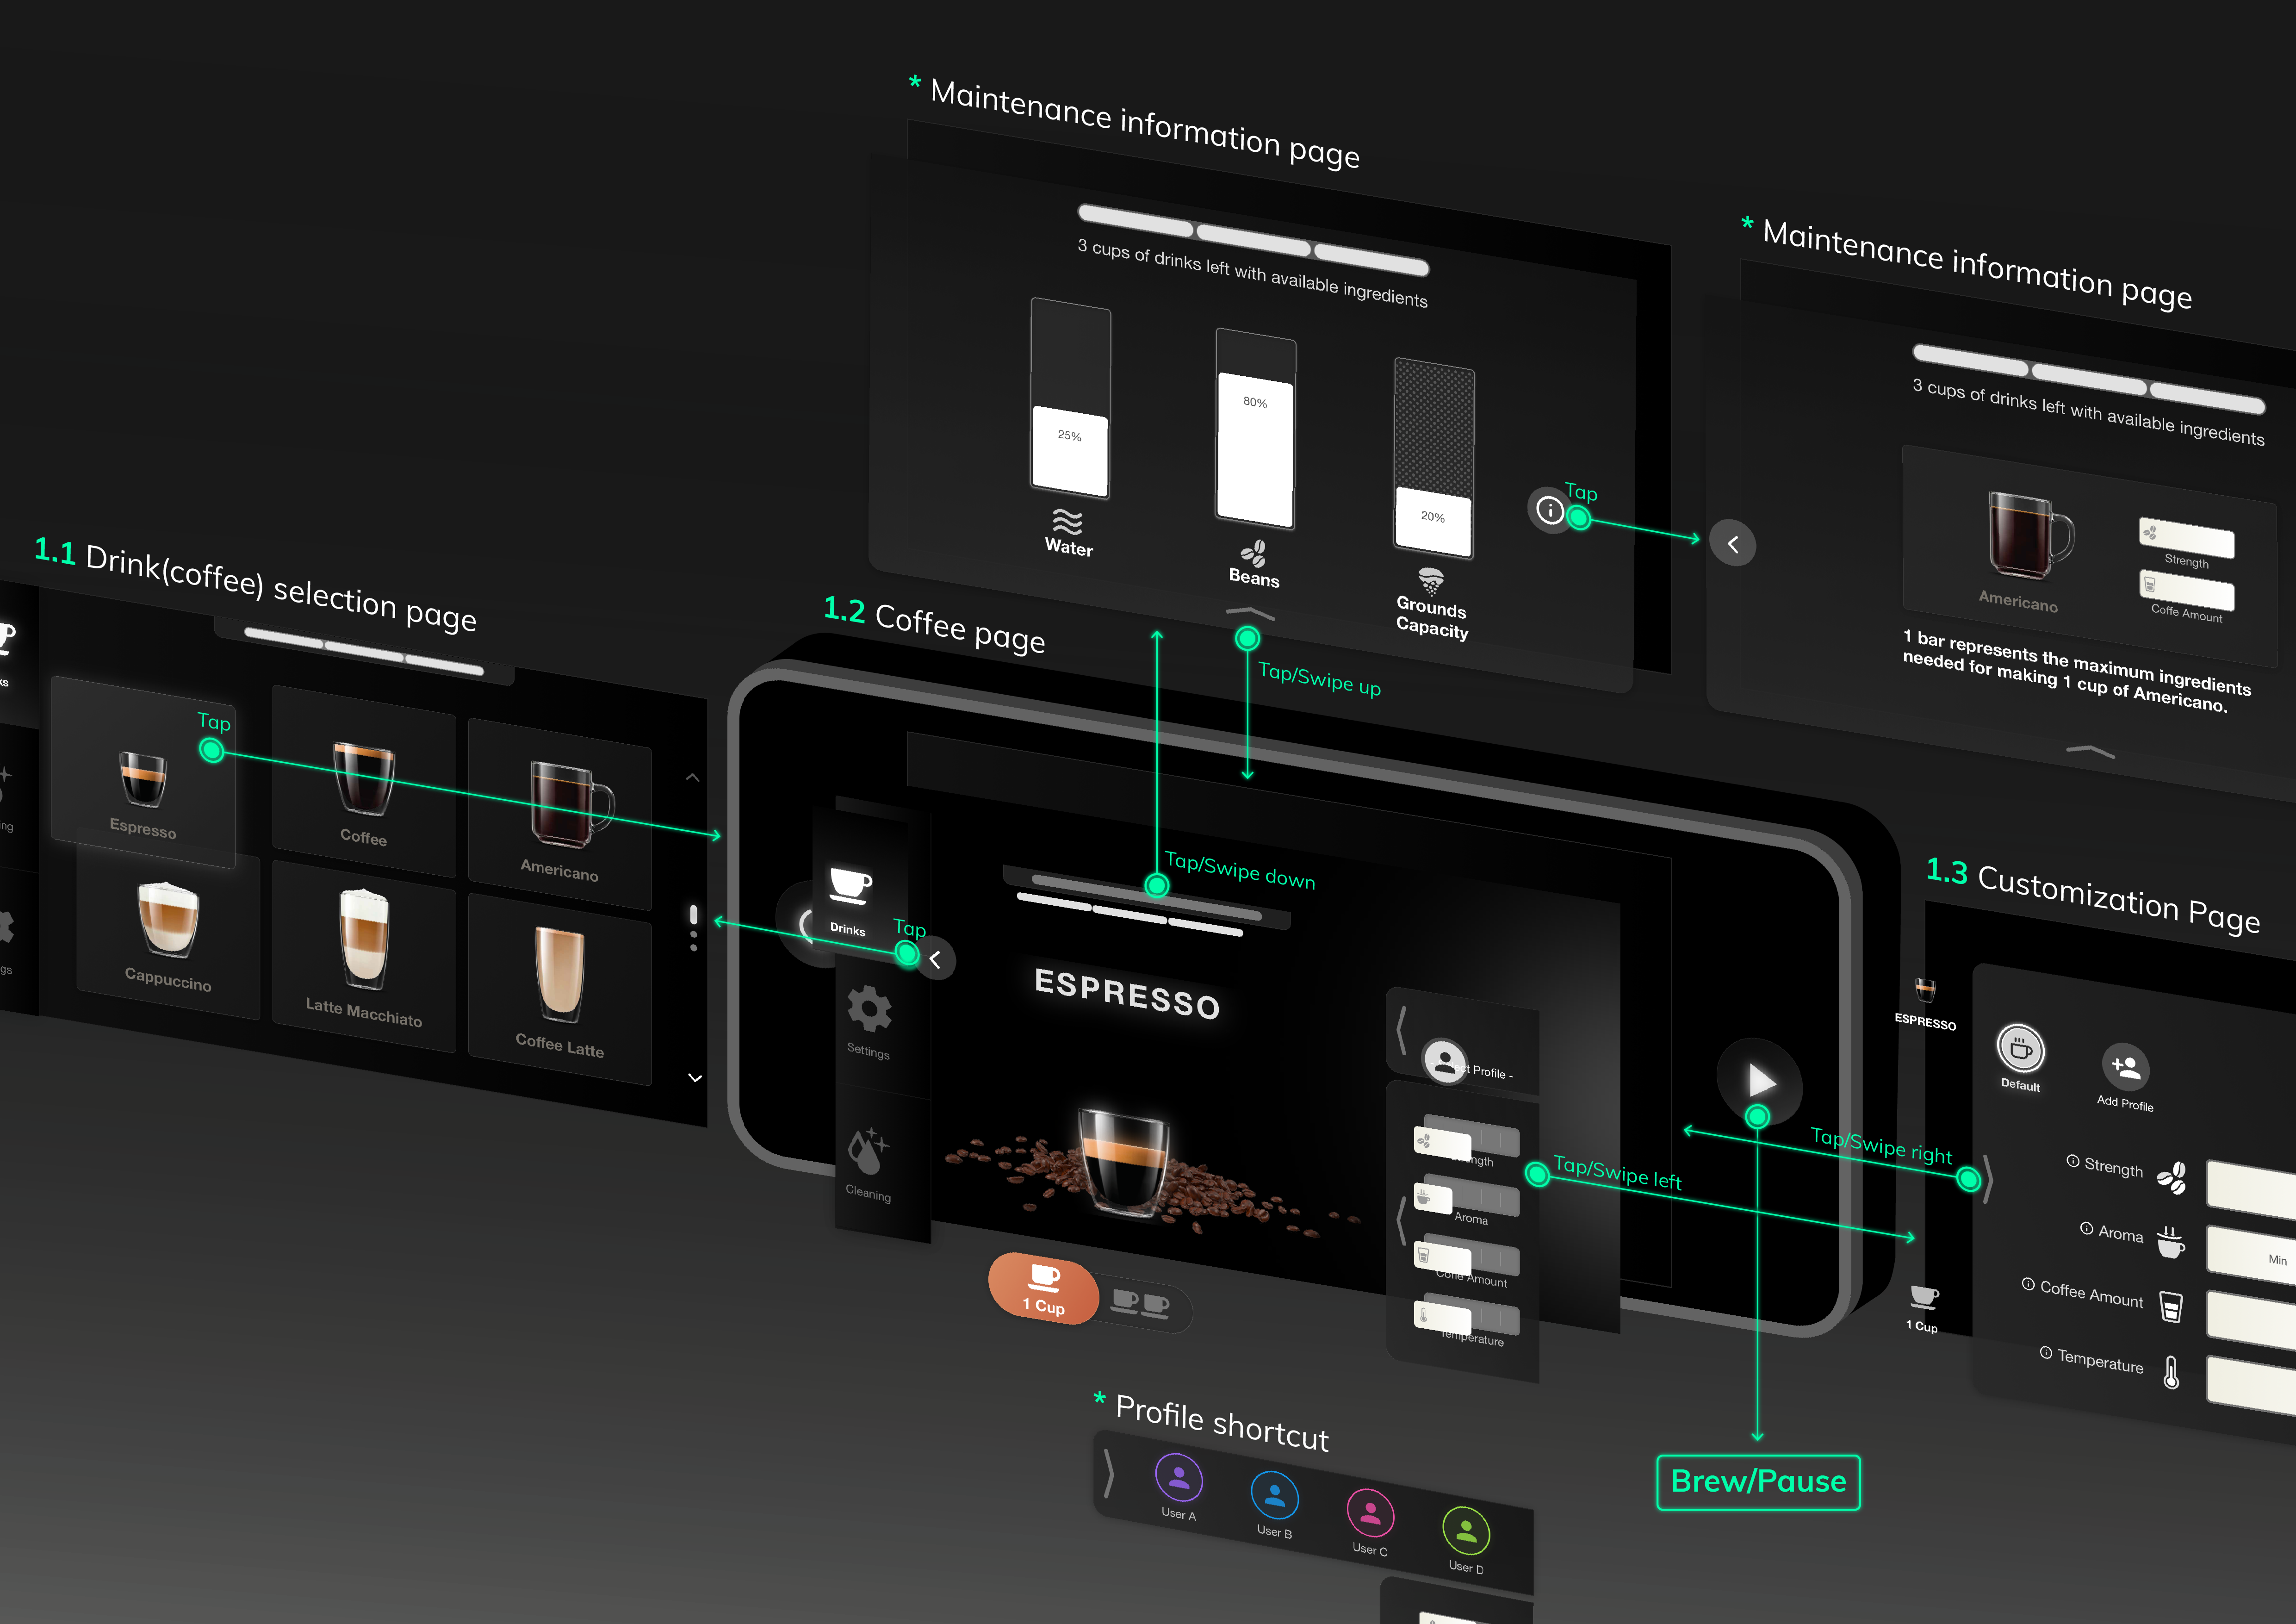 * Maintenance information page
3 cups of drinks left with available ingredients
25%
Water
80%
Beans
20%
Grounds
Capacity
Tap
* Maintenance information page
3 cups of drinks left with available ingredients
Americano
Strength
Coffe Amount
1 bar represents the maximum ingredients
needed for making 1 cup of Americano.
1.1 Drink(coffee) selection page
ks
ing
gs
Tap
Espresso
Coffee
Americano
Cappuccino
Latte Macchiato
Coffee Latte
1.2 Coffee page
Tap/Swipe up
Tap/Swipe down
Drinks
Tap
Settings
Cleaning
ESPRESSO
ct Profile -
ngth
Aroma
Coffe Amount
Temperature
1 Cup
Tap/Swipe left
Tap/Swipe right
Brew/Pause
1.3 Customization Page
ESPRESSO
1 Cup
Default
Add Profile
Strength
Aroma
Min
Coffee Amount
Temperature
* Profile shortcut
User A
User B
User C
User D